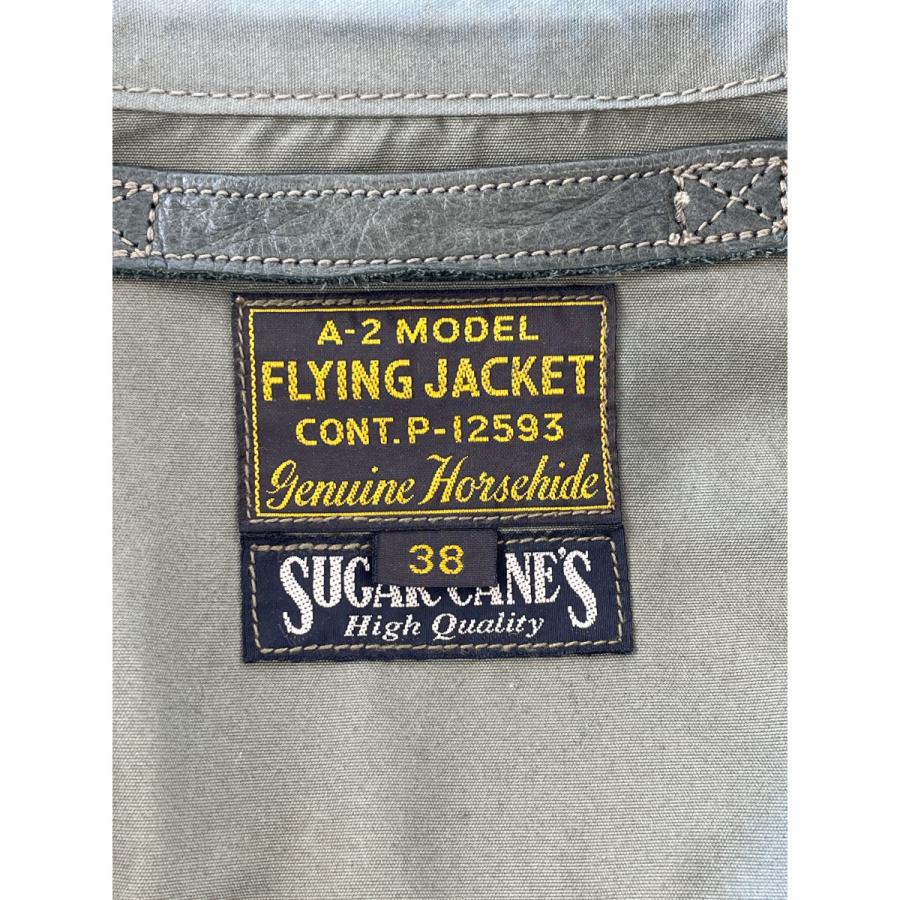 A-2 MODEL
FLYING JACKET
CONT.P-12593
Genuine Horsehide
38
SUGAR CANE'S
High Quality